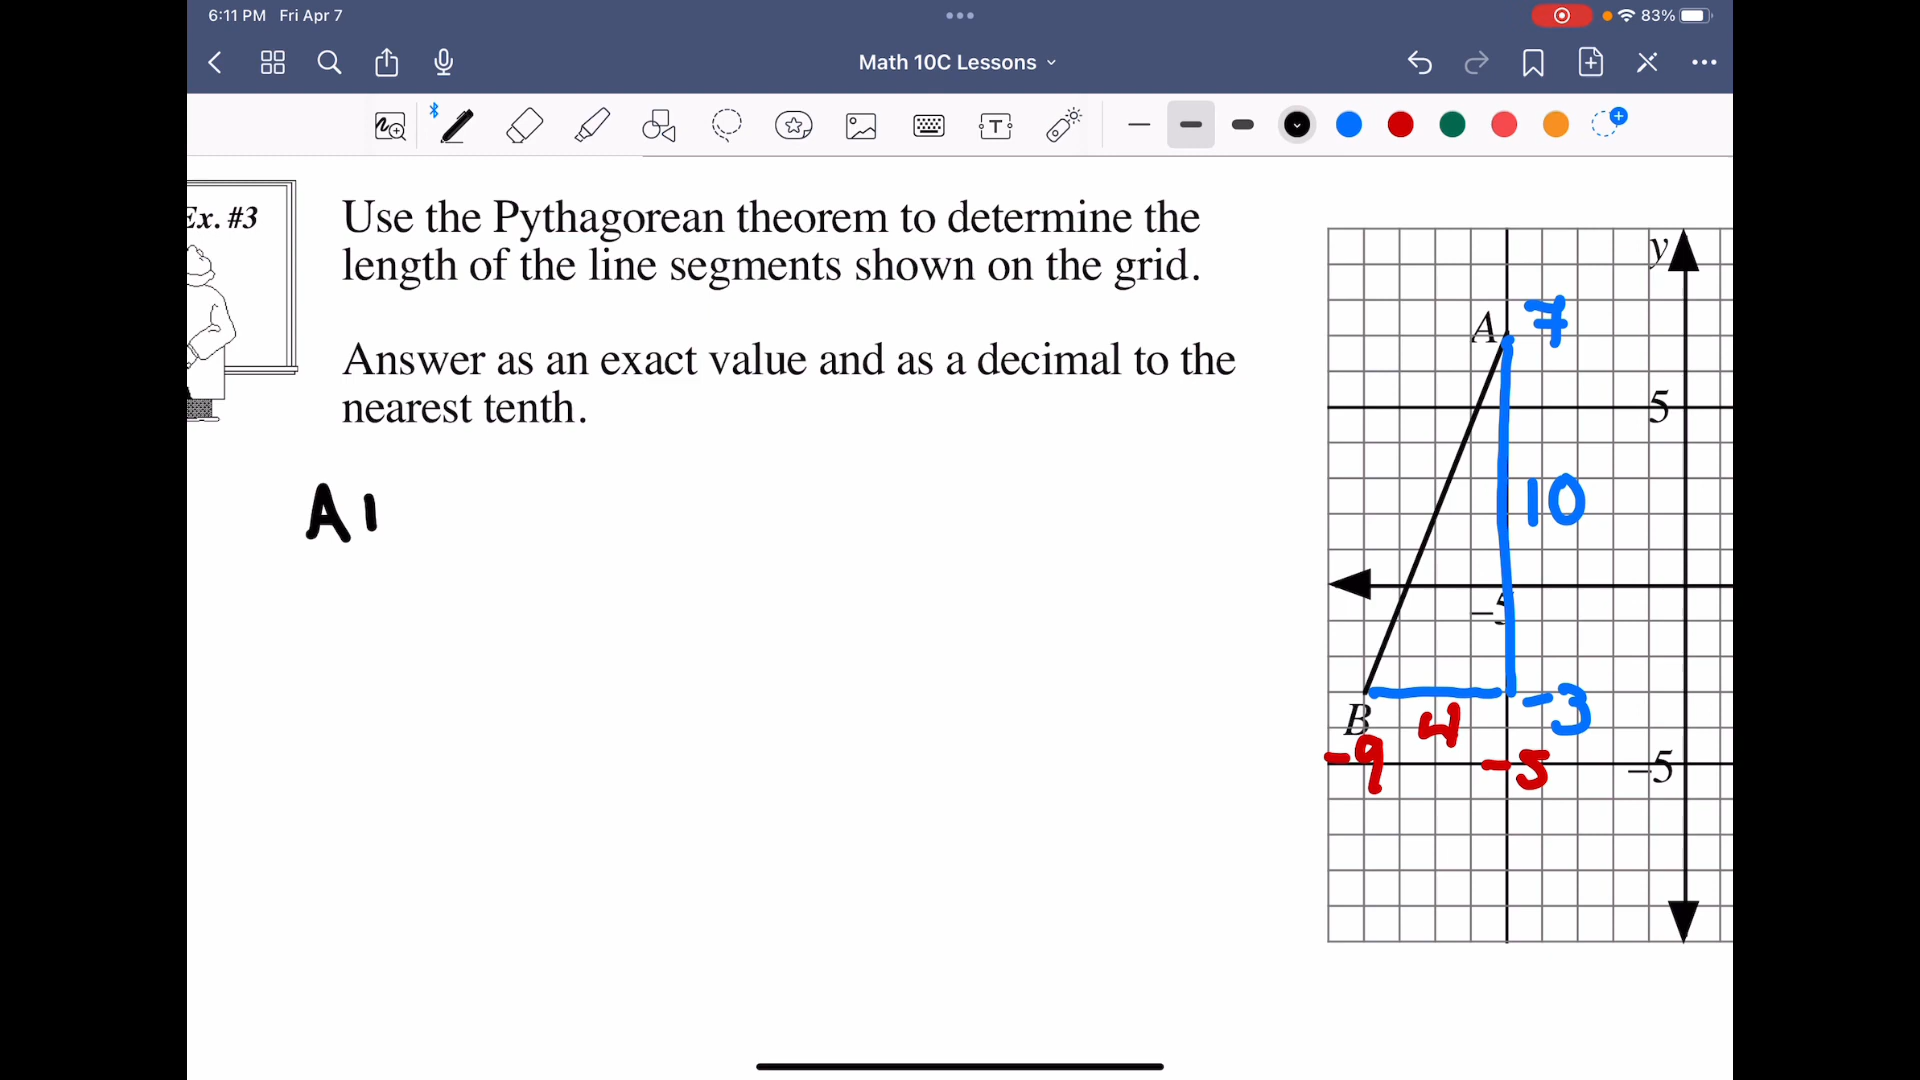 6:11 PM Fri Apr 7
83%
Math 10C Lessons
T
Ex. #3
Use the Pythagorean theorem to determine the
length of the line segments shown on the grid.
Answer as an exact value and as a decimal to the
nearest tenth.
A
y
A 7
5
10
-5
B 4 -3
-9 -5 -5